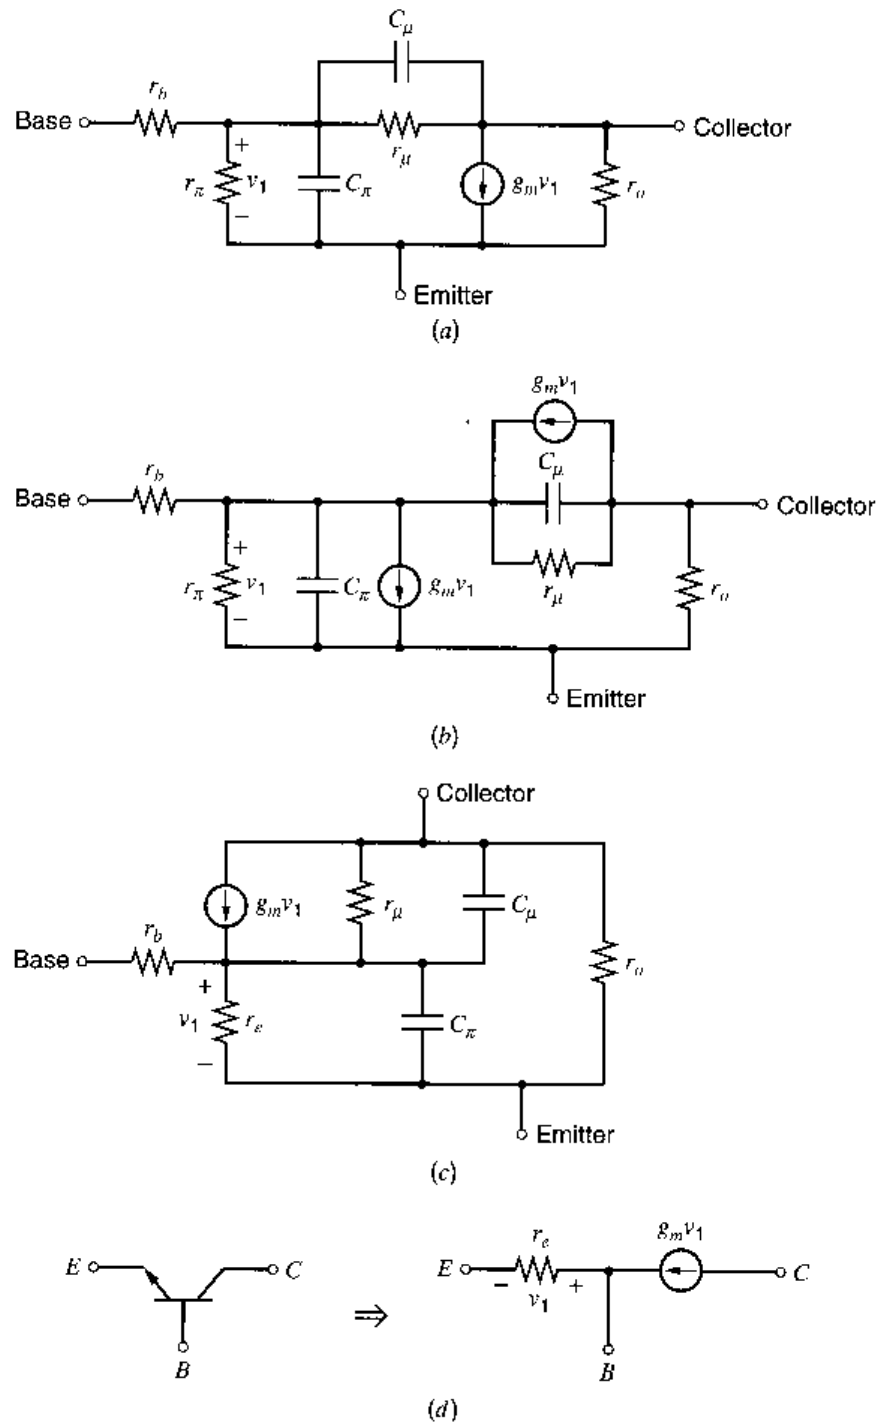 C_μ
r_b
Base
Collector
r_μ
+
r_π v_1
C_π
g_m v_1
r_o
−
Emitter
(a)
g_m v_1
r_b
C_μ
Base
Collector
+
r_π v_1
C_π
g_m v_1
r_μ
r_o
−
Emitter
(b)
Collector
g_m v_1
r_μ
C_μ
r_b
Base
r_o
+
v_1 r_e
C_π
−
Emitter
(c)
r_e
g_m v_1
E
C
⇒
E
− +
C
v_1
B
B
(d)